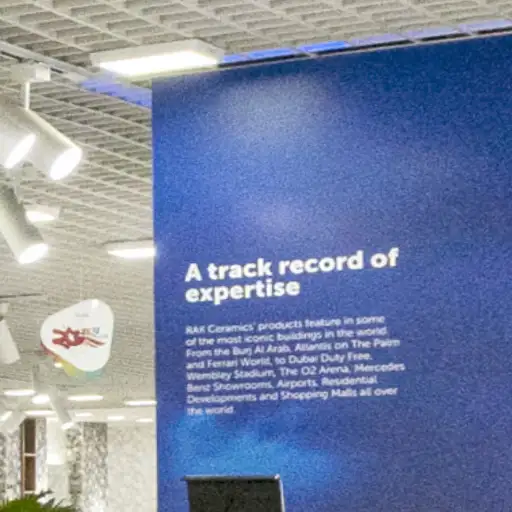 A track record of
expertise
RAK Ceramics' products feature in some
of the most iconic buildings in the world.
From the Burj Al Arab, Atlantis on The Palm
and Ferrari World, to Dubai Duty Free,
Wembley Stadium, The O2 Arena, Mercedes
Benz Showrooms, Airports, Residential
Developments and Shopping Malls all over
the world.